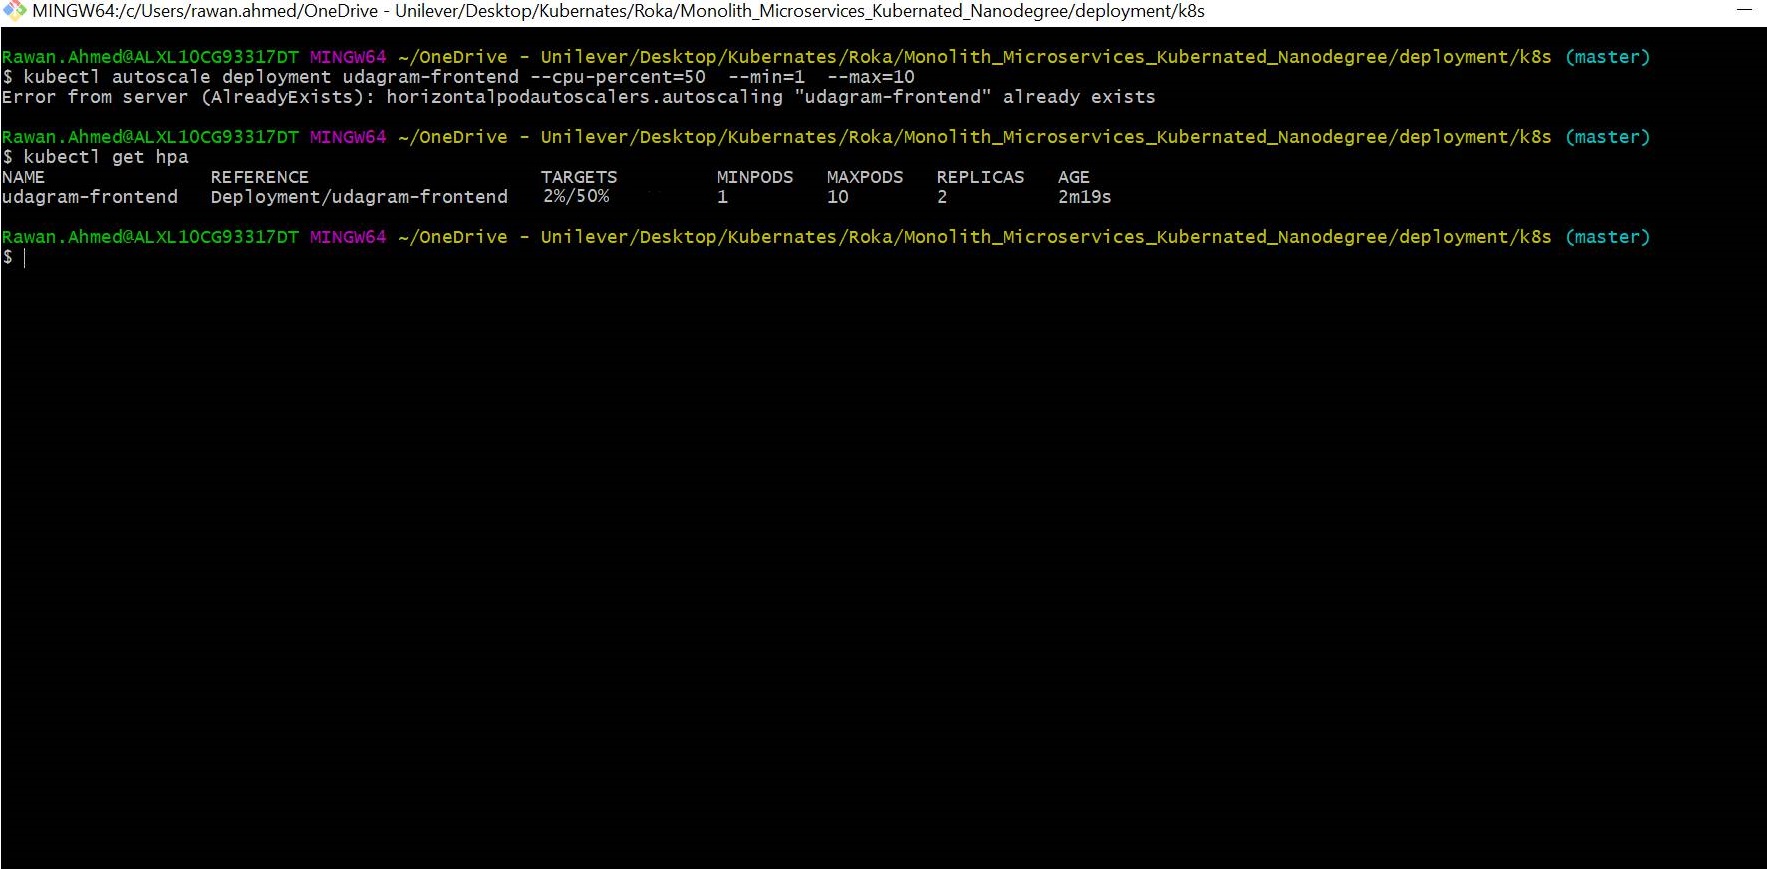 MINGW64:/c/Users/rawan.ahmed/OneDrive - Unilever/Desktop/Kubernates/Roka/Monolith_Microservices_Kubernated_Nanodegree/deployment/k8s
Rawan.Ahmed@ALXL10CG93317DT MINGW64 ~/OneDrive - Unilever/Desktop/Kubernates/Roka/Monolith_Microservices_Kubernated_Nanodegree/deployment/k8s (master)
$ kubectl autoscale deployment udagram-frontend --cpu-percent=50  --min=1  --max=10
Error from server (AlreadyExists): horizontalpodautoscalers.autoscaling "udagram-frontend" already exists
Rawan.Ahmed@ALXL10CG93317DT MINGW64 ~/OneDrive - Unilever/Desktop/Kubernates/Roka/Monolith_Microservices_Kubernated_Nanodegree/deployment/k8s (master)
$ kubectl get hpa
NAME REFERENCE TARGETS MINPODS MAXPODS REPLICAS AGE
udagram-frontend Deployment/udagram-frontend 2%/50% 1 10 2 2m19s
Rawan.Ahmed@ALXL10CG93317DT MINGW64 ~/OneDrive - Unilever/Desktop/Kubernates/Roka/Monolith_Microservices_Kubernated_Nanodegree/deployment/k8s (master)
$